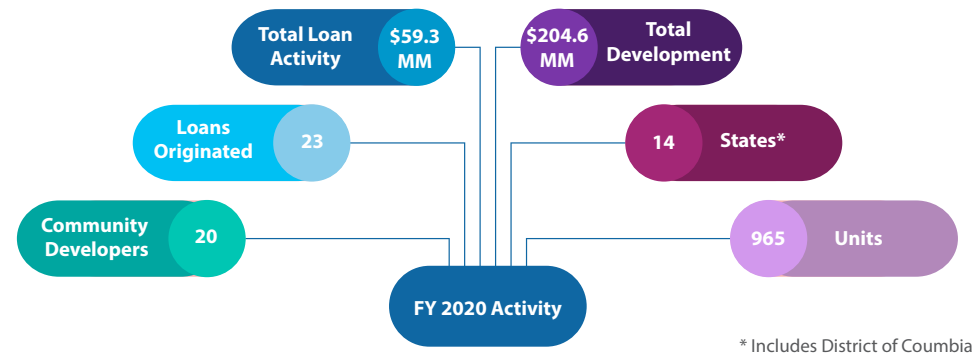 Total Loan
Activity
$59.3
MM
$204.6
MM
Total
Development
Loans
Originated
23
14
States*
Community
Developers
20
965
Units
FY 2020 Activity
* Includes District of Coumbia